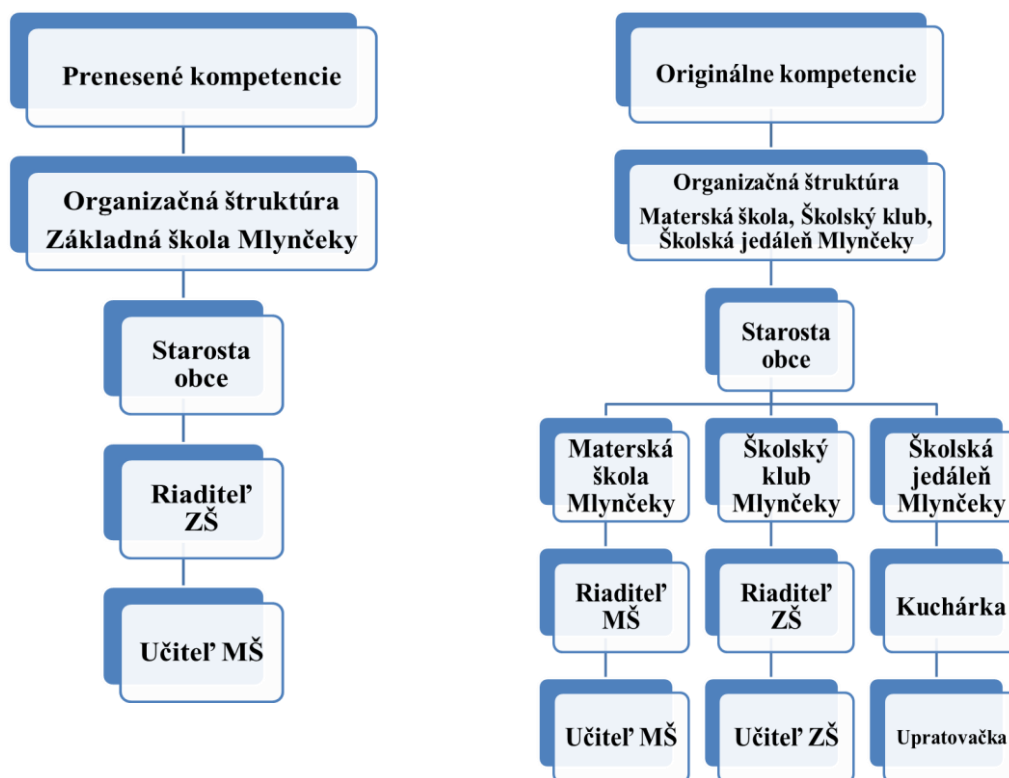 Prenesené kompetencie
Organizačná štruktúra
Základná škola Mlynčeky
Starosta
obce
Riaditeľ
ZŠ
Učiteľ MŠ
Originálne kompetencie
Organizačná štruktúra
Materská škola, Školský klub,
Školská jedáleň Mlynčeky
Starosta
obce
Materská
škola
Mlynčeky
Riaditeľ
MŠ
Učiteľ MŠ
Školský
klub
Mlynčeky
Riaditeľ
ZŠ
Učiteľ ZŠ
Školská
jedáleň
Mlynčeky
Kuchárka
Upratovačka